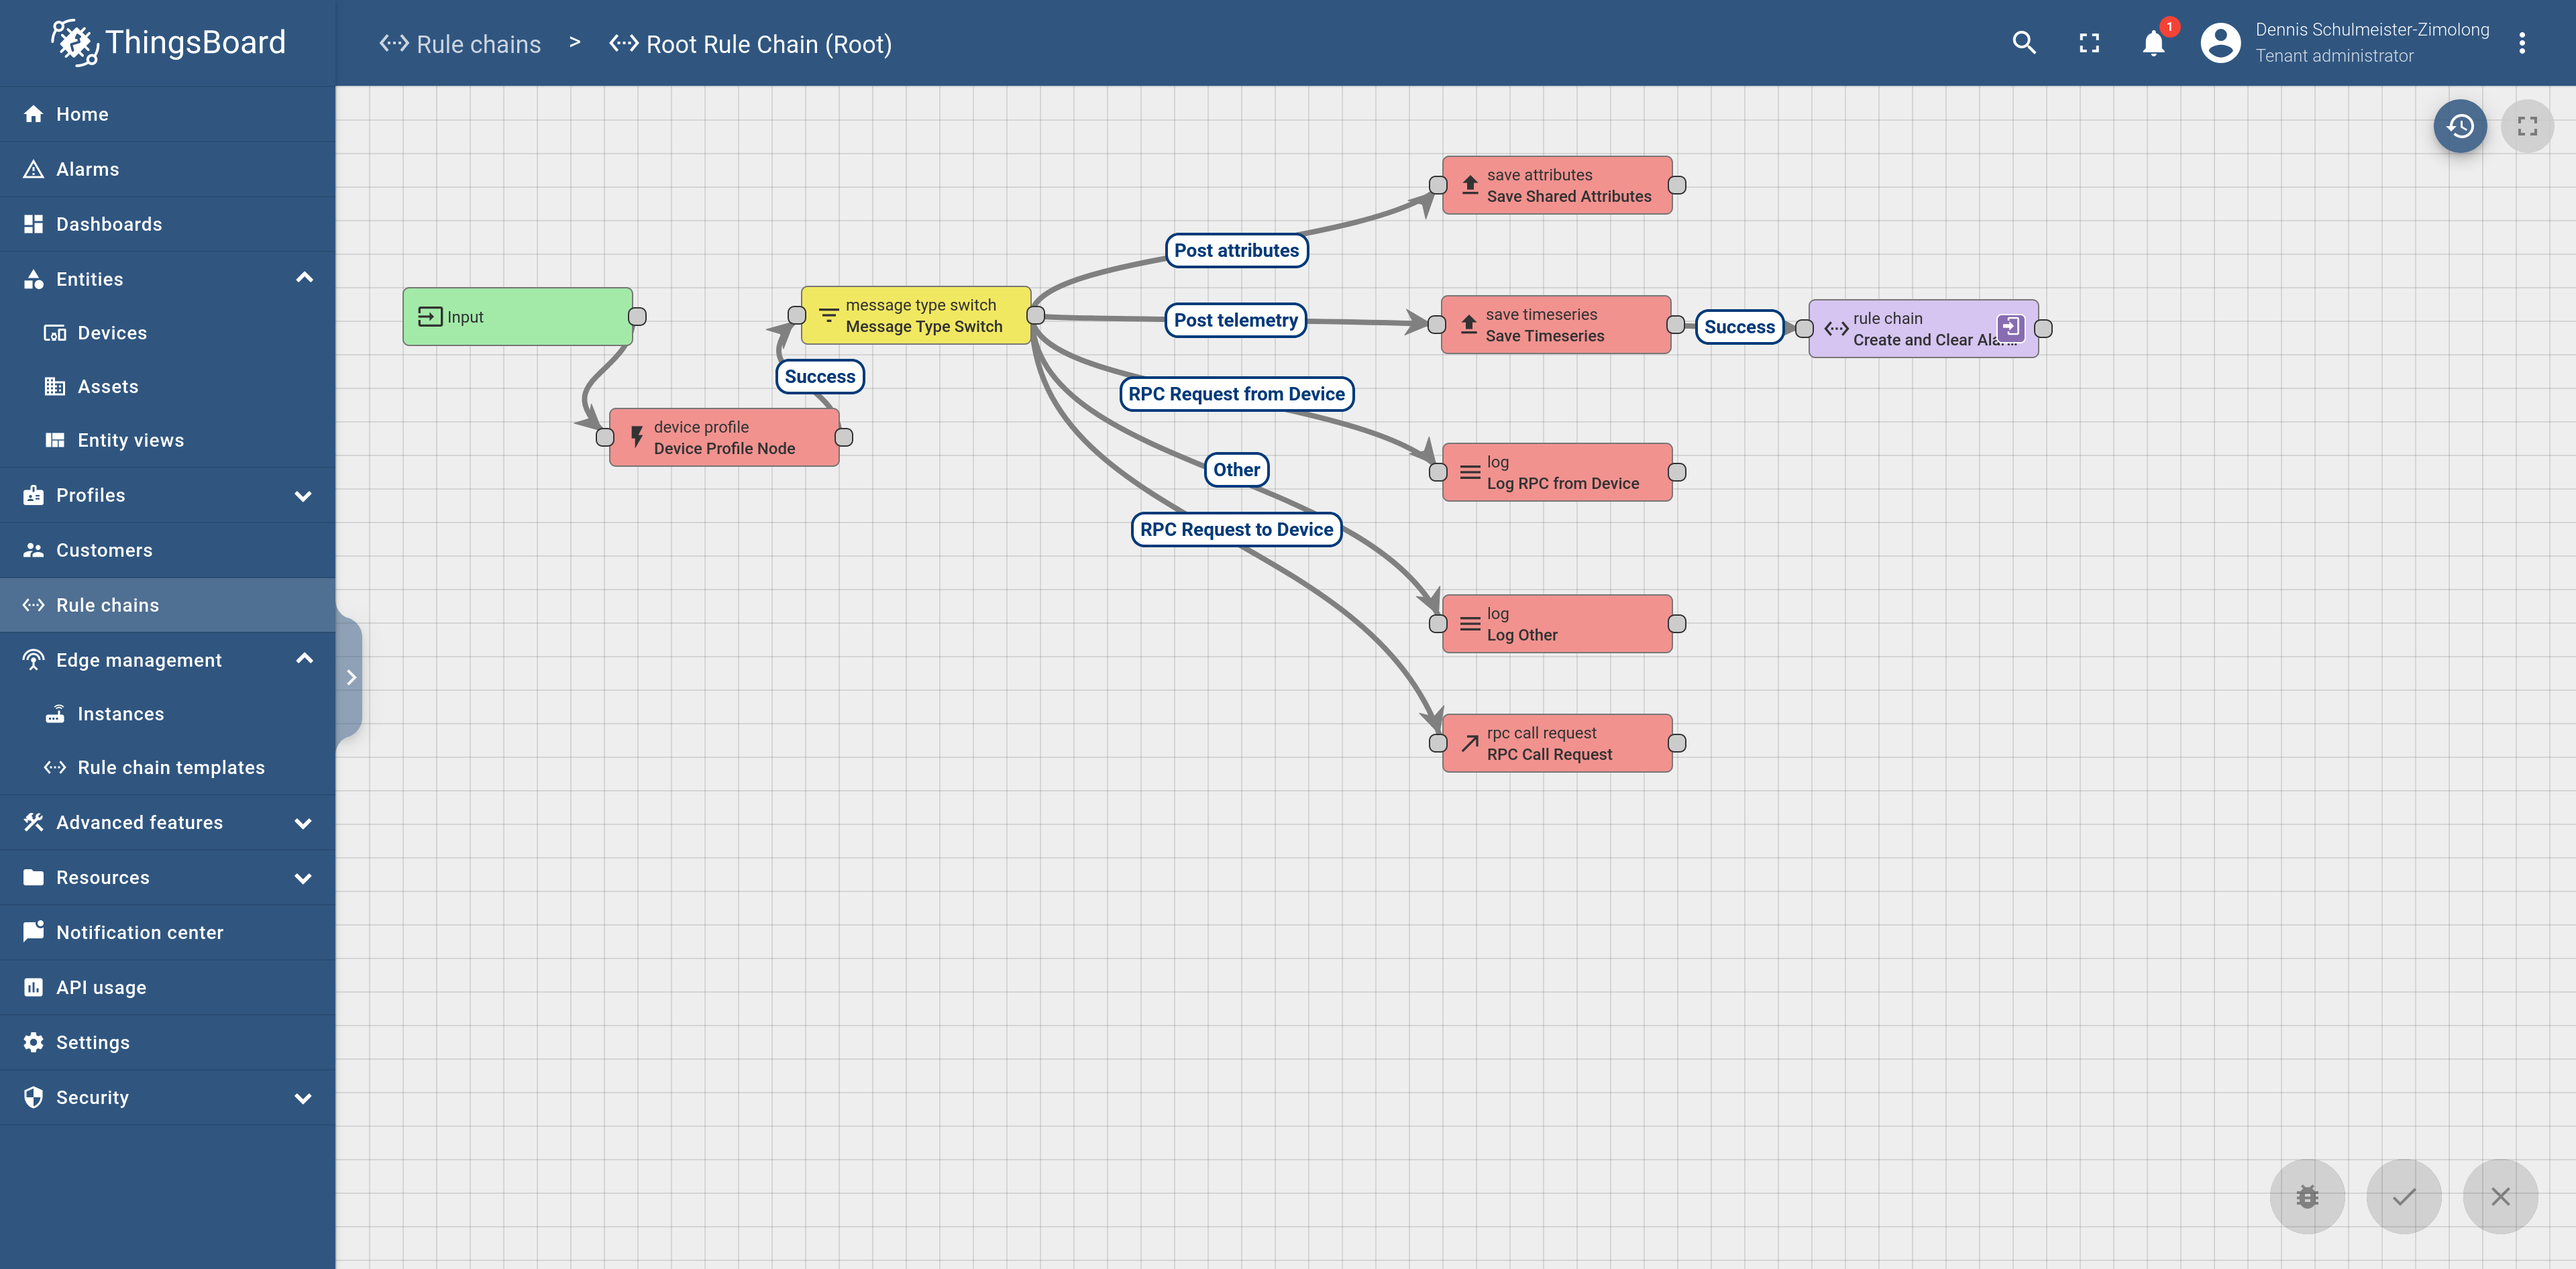 ThingsBoard
Rule chains > Root Rule Chain (Root)
1
Dennis Schulmeister-Zimolong
Tenant administrator
Home
Alarms
Dashboards
Entities
Devices
Assets
Entity views
Profiles
Customers
Rule chains
Edge management
Instances
Rule chain templates
Advanced features
Resources
Notification center
API usage
Settings
Security
Input
device profile
Device Profile Node
Success
message type switch
Message Type Switch
Post attributes
Post telemetry
RPC Request from Device
Other
RPC Request to Device
save attributes
Save Shared Attributes
save timeseries
Save Timeseries
Success
rule chain
Create and Clear Alar...
log
Log RPC from Device
log
Log Other
rpc call request
RPC Call Request